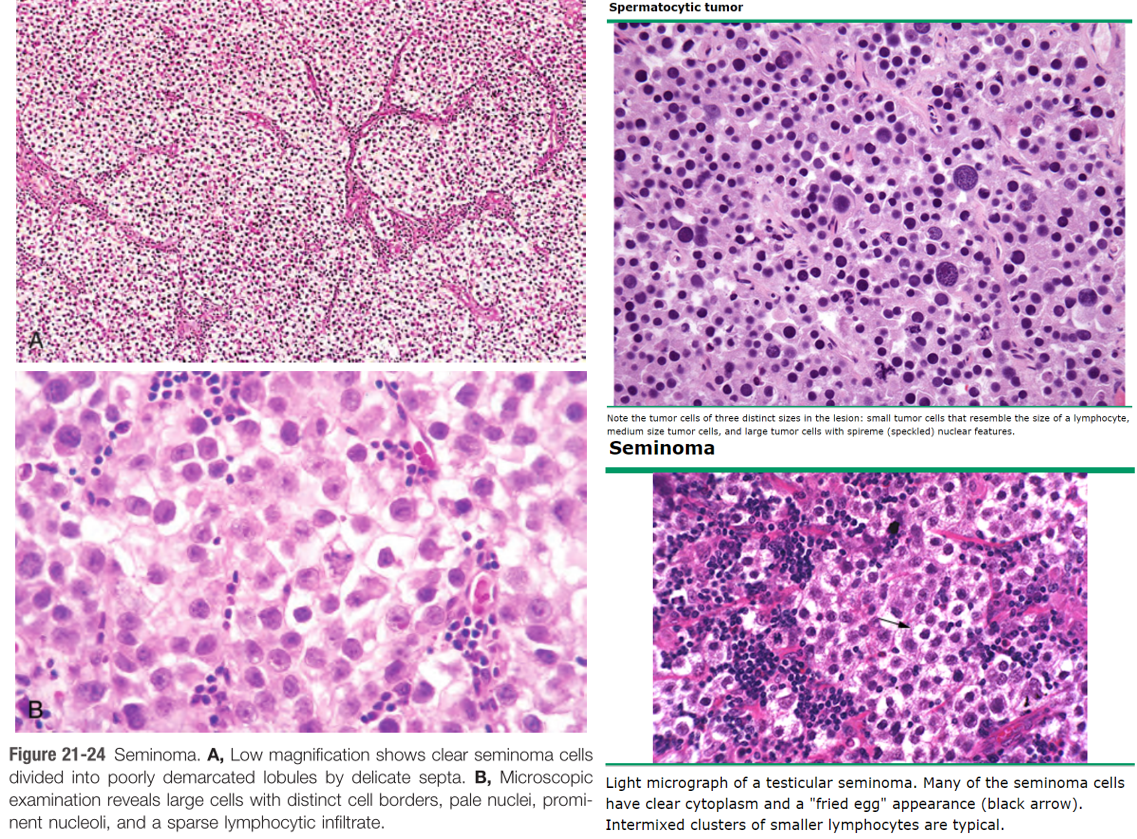 A
B
Figure 21-24 Seminoma. A, Low magnification shows clear seminoma cells
divided into poorly demarcated lobules by delicate septa. B, Microscopic
examination reveals large cells with distinct cell borders, pale nuclei, promi-
nent nucleoli, and a sparse lymphocytic infiltrate.
Spermatocytic tumor
Note the tumor cells of three distinct sizes in the lesion: small tumor cells that resemble the size of a lymphocyte,
medium size tumor cells, and large tumor cells with spireme (speckled) nuclear features.
Seminoma
Light micrograph of a testicular seminoma. Many of the seminoma cells
have clear cytoplasm and a "fried egg" appearance (black arrow).
Intermixed clusters of smaller lymphocytes are typical.